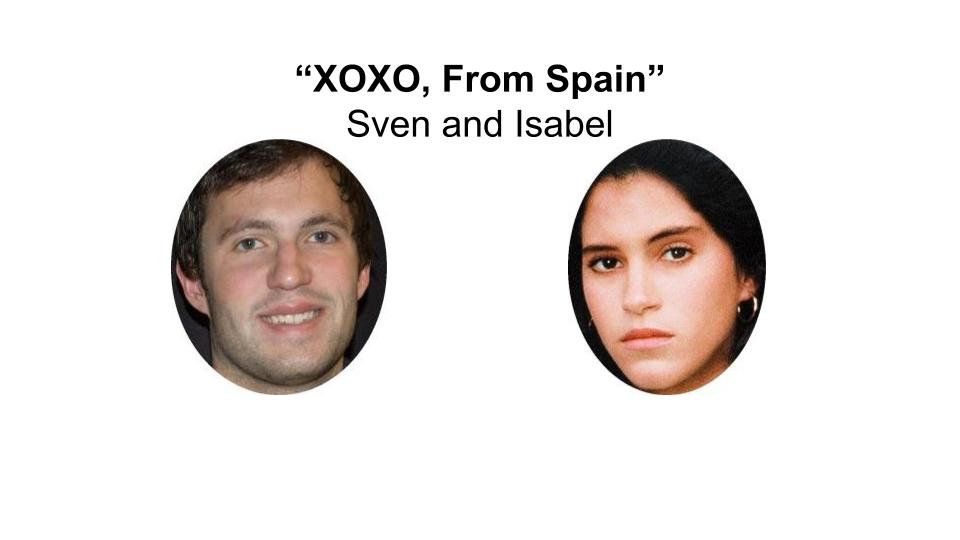 “XOXO, From Spain”
Sven and Isabel